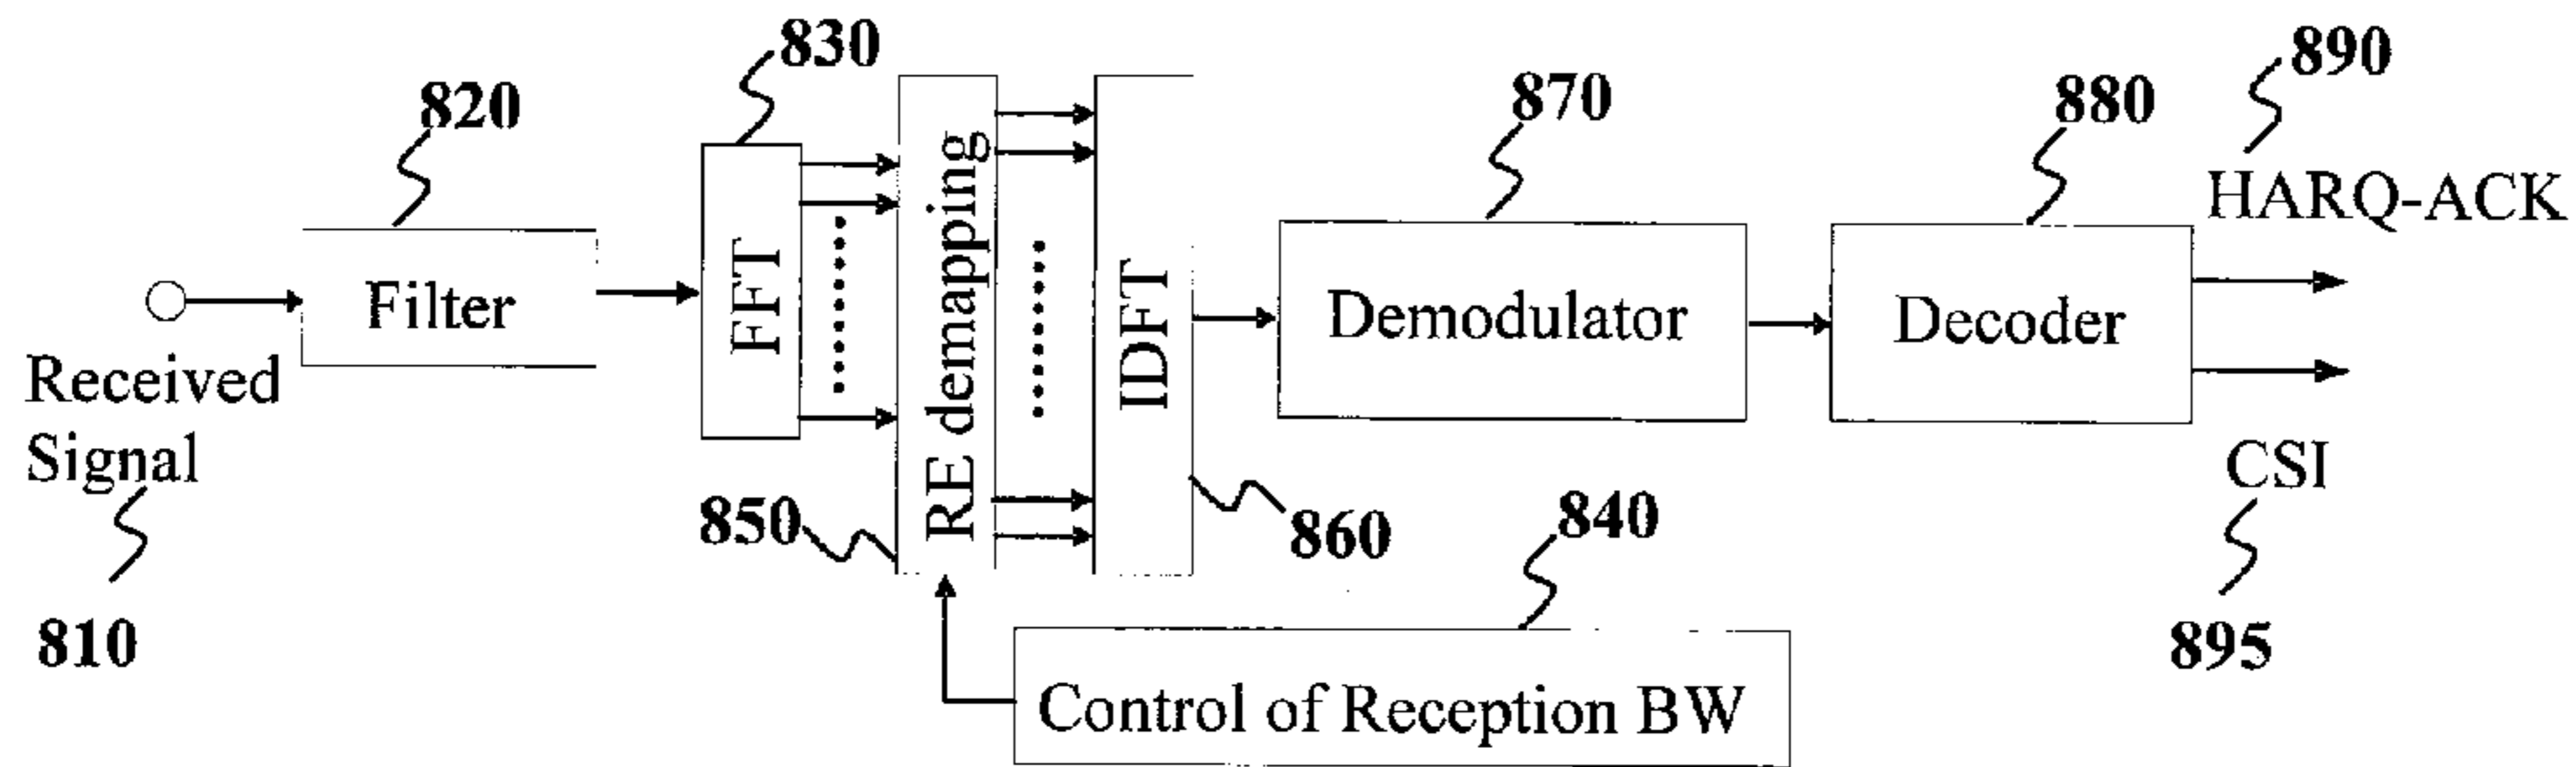 830
890
820
870
880
HARQ-ACK
Filter
FFT
RE demapping
IDFT
Demodulator
Decoder
Received
Signal
CSI
850
860
840
810
895
Control of Reception BW